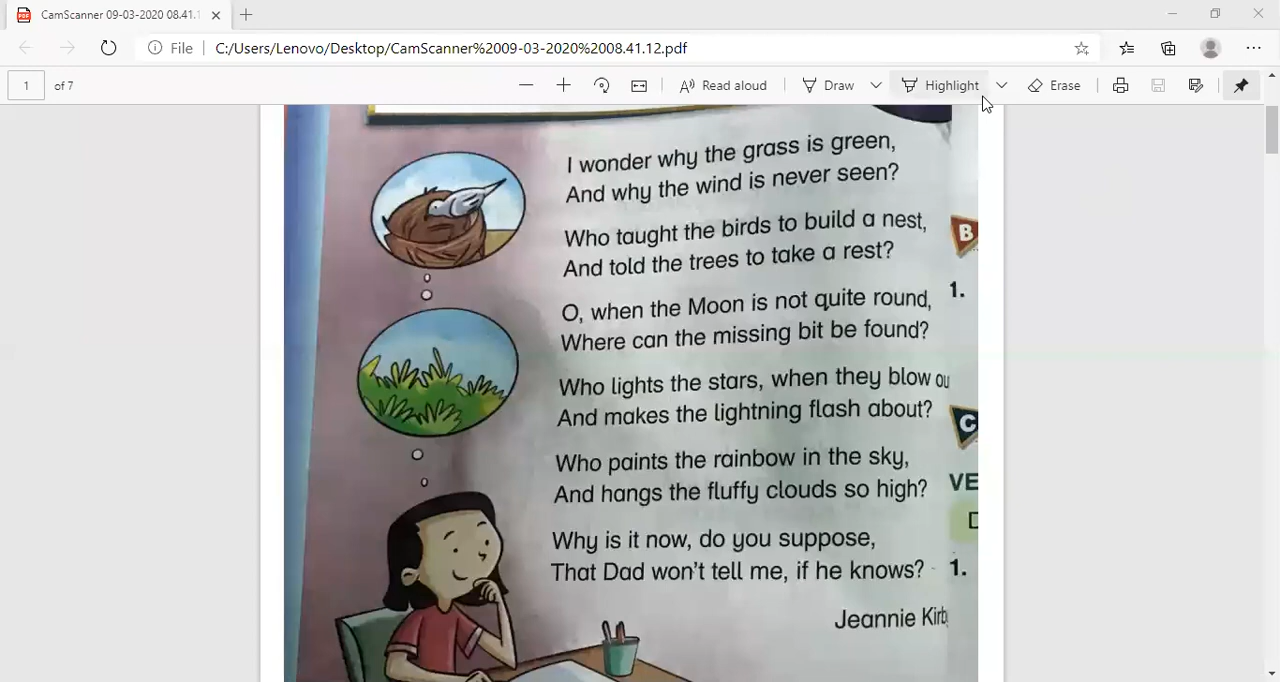 CamScanner 09-03-2020 08.41.1
File
C:/Users/Lenovo/Desktop/CamScanner%2009-03-2020%2008.41.12.pdf
1 of 7
Read aloud
Draw
Highlight
Erase
I wonder why the grass is green,
And why the wind is never seen?
Who taught the birds to build a nest,
And told the trees to take a rest?
O, when the Moon is not quite round,
Where can the missing bit be found?
Who lights the stars, when they blow ou
And makes the lightning flash about?
Who paints the rainbow in the sky,
And hangs the fluffy clouds so high?
Why is it now, do you suppose,
That Dad won't tell me, if he knows?
Jeannie Kirb
B
1.
C
VE
1.